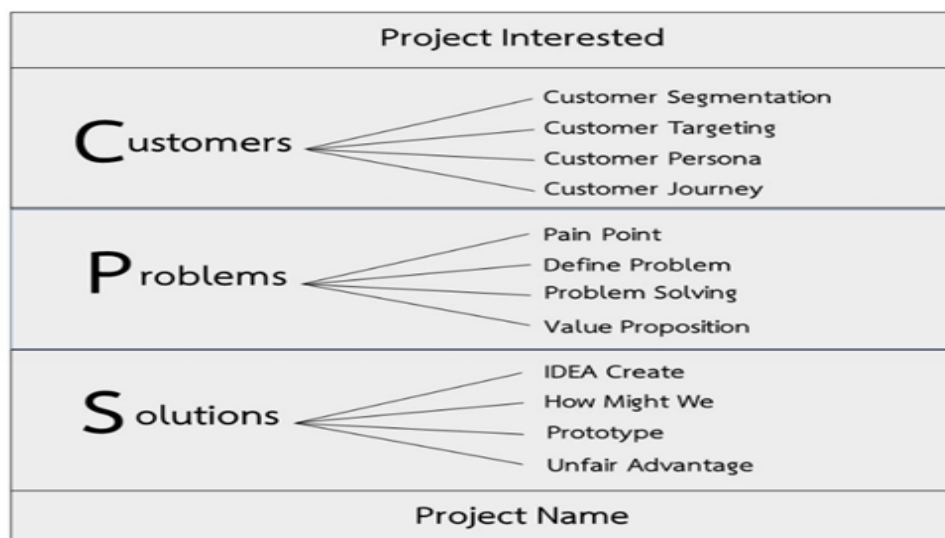 Project Interested
Customers
Customer Segmentation
Customer Targeting
Customer Persona
Customer Journey
Problems
Pain Point
Define Problem
Problem Solving
Value Proposition
Solutions
IDEA Create
How Might We
Prototype
Unfair Advantage
Project Name